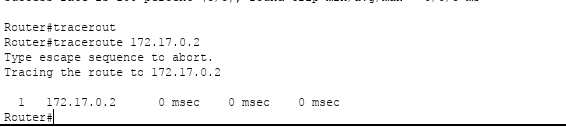 Router#tracerout
Router#traceroute 172.17.0.2
Type escape sequence to abort.
Tracing the route to 172.17.0.2
1 172.17.0.2 0 msec 0 msec 0 msec
Router#